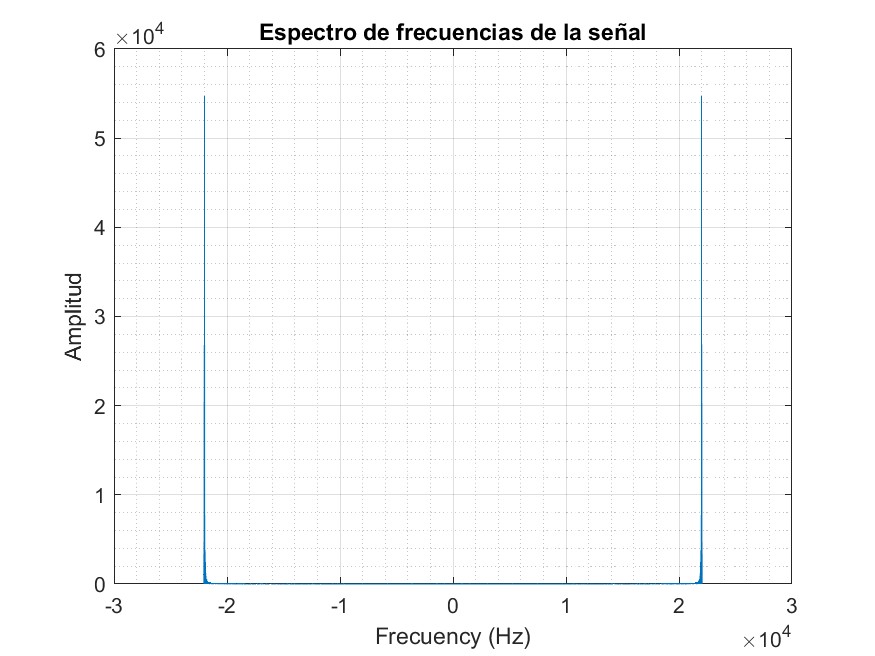 Espectro de frecuencias de la señal
×10^4
6
5
4
3
2
1
0
Amplitud
-3 -2 -1 0 1 2 3
Frecuency (Hz)
×10^4